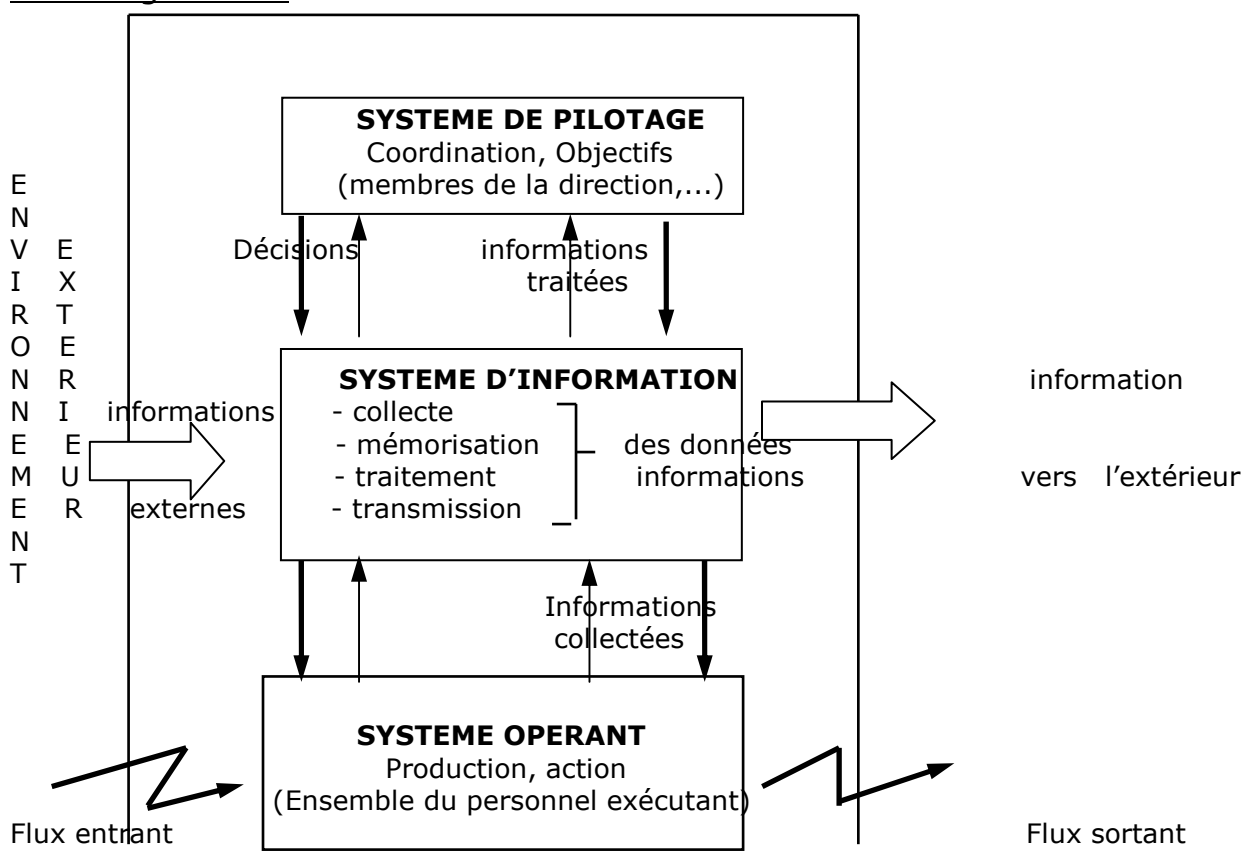 SYSTEME DE PILOTAGE
Coordination, Objectifs
(membres de la direction,...)
ENVIRONNEMENT
EXTERIEUR
Décisions
informations
traitées
SYSTEME D’INFORMATION
- collecte
- mémorisation
- traitement
- transmission
des données
informations
informations
externes
information
vers l’extérieur
Informations
collectées
SYSTEME OPERANT
Production, action
(Ensemble du personnel exécutant)
Flux entrant
Flux sortant